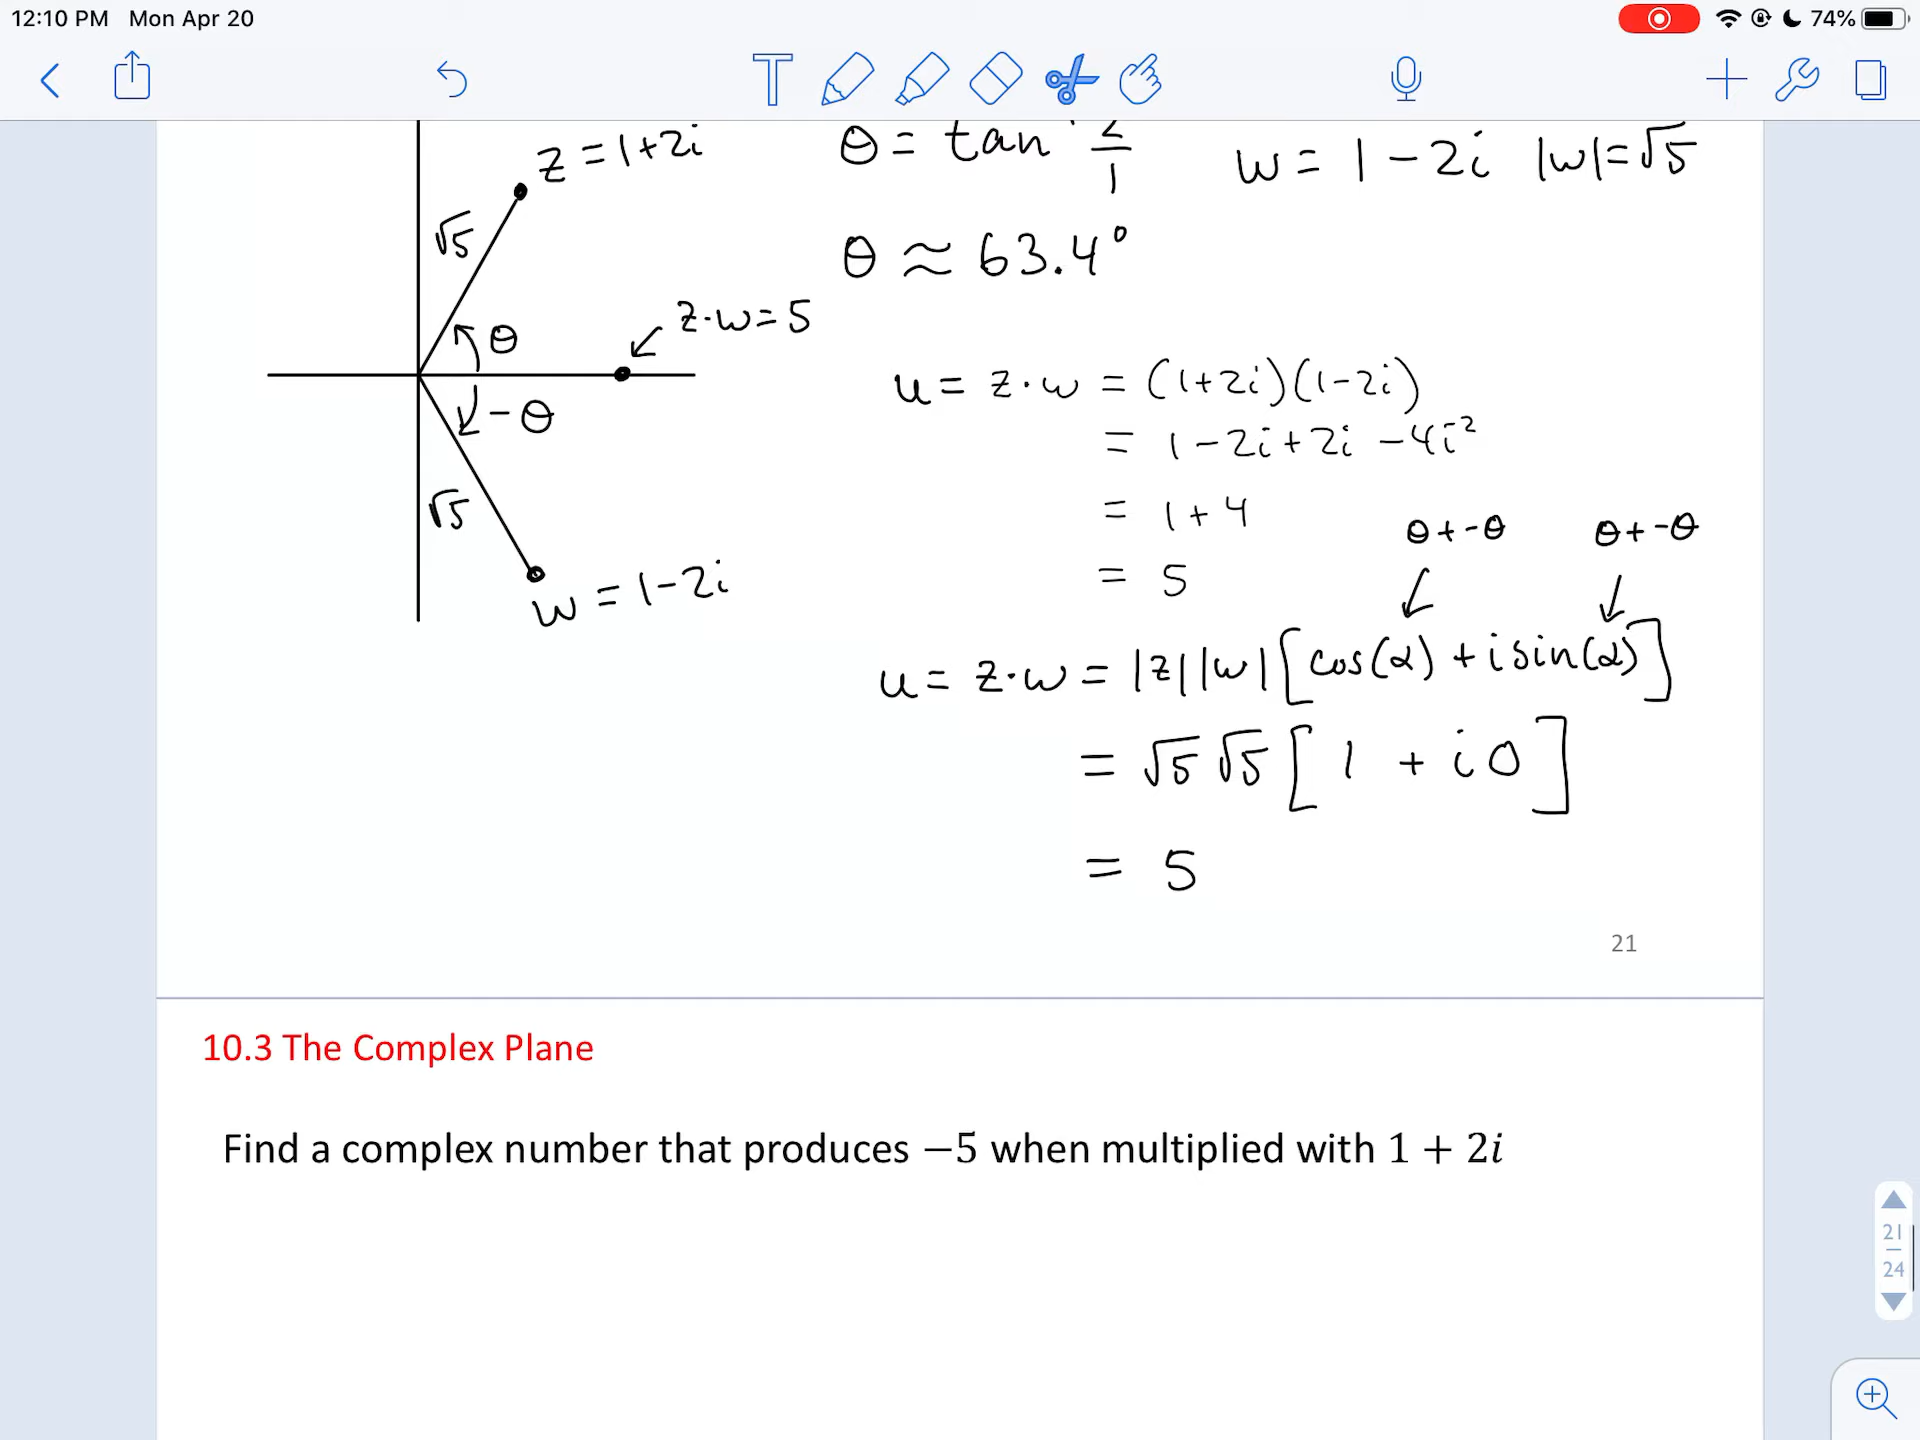 12:10 PM Mon Apr 20
74%
T
z = 1+2i
θ = tan⁻ 2/1
w = 1 - 2i |w|=√5
√5
θ ≈ 63.4°
θ
z·w=5
-θ
u = z·w = (1+2i)(1-2i)
= 1-2i+2i -4i²
√5
= 1+4
θ+-θ θ+-θ
= 5
w = 1-2i
u = z·w = |z||w|[cos(α) + i sin(α)]
= √5 √5 [1 + i0]
= 5
21
10.3 The Complex Plane
Find a complex number that produces −5 when multiplied with 1 + 2i
21
24